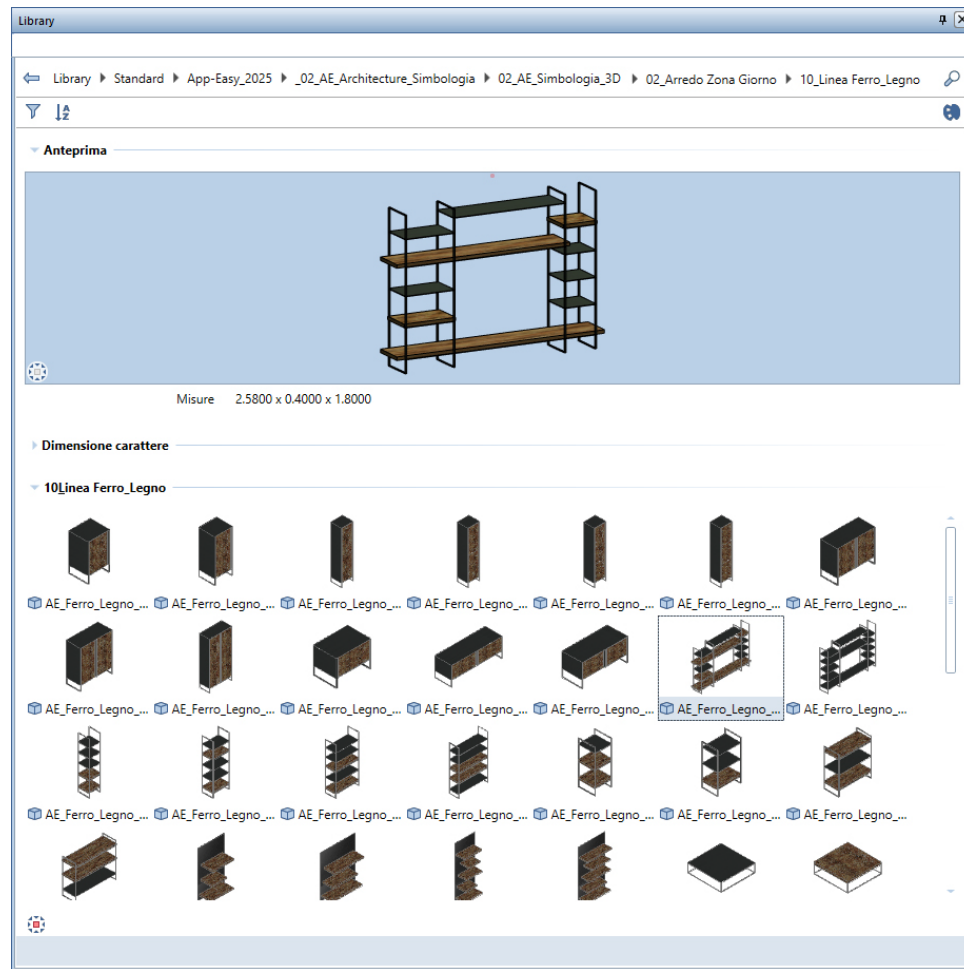 Library
Library Standard App-Easy_2025 _02_AE_Architecture_Simbologia 02_AE_Simbologia_3D 02_Arredo Zona Giorno 10_Linea Ferro_Legno
Anteprima
Misure 2.5800 x 0.4000 x 1.8000
Dimensione carattere
10Linea Ferro_Legno
AE_Ferro_Legno_... AE_Ferro_Legno_... AE_Ferro_Legno_... AE_Ferro_Legno_... AE_Ferro_Legno_... AE_Ferro_Legno_... AE_Ferro_Legno_...
AE_Ferro_Legno_... AE_Ferro_Legno_... AE_Ferro_Legno_... AE_Ferro_Legno_... AE_Ferro_Legno_... AE_Ferro_Legno_... AE_Ferro_Legno_...
AE_Ferro_Legno_... AE_Ferro_Legno_... AE_Ferro_Legno_... AE_Ferro_Legno_... AE_Ferro_Legno_... AE_Ferro_Legno_... AE_Ferro_Legno_...